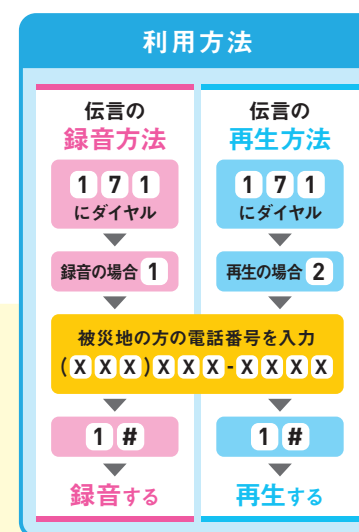 利用方法
伝言の
録音方法
171
にダイヤル
録音の場合 1
伝言の
再生方法
171
にダイヤル
再生の場合 2
被災地の方の電話番号を入力
(XXX)XXX-XXXX
1#
録音する
1#
再生する